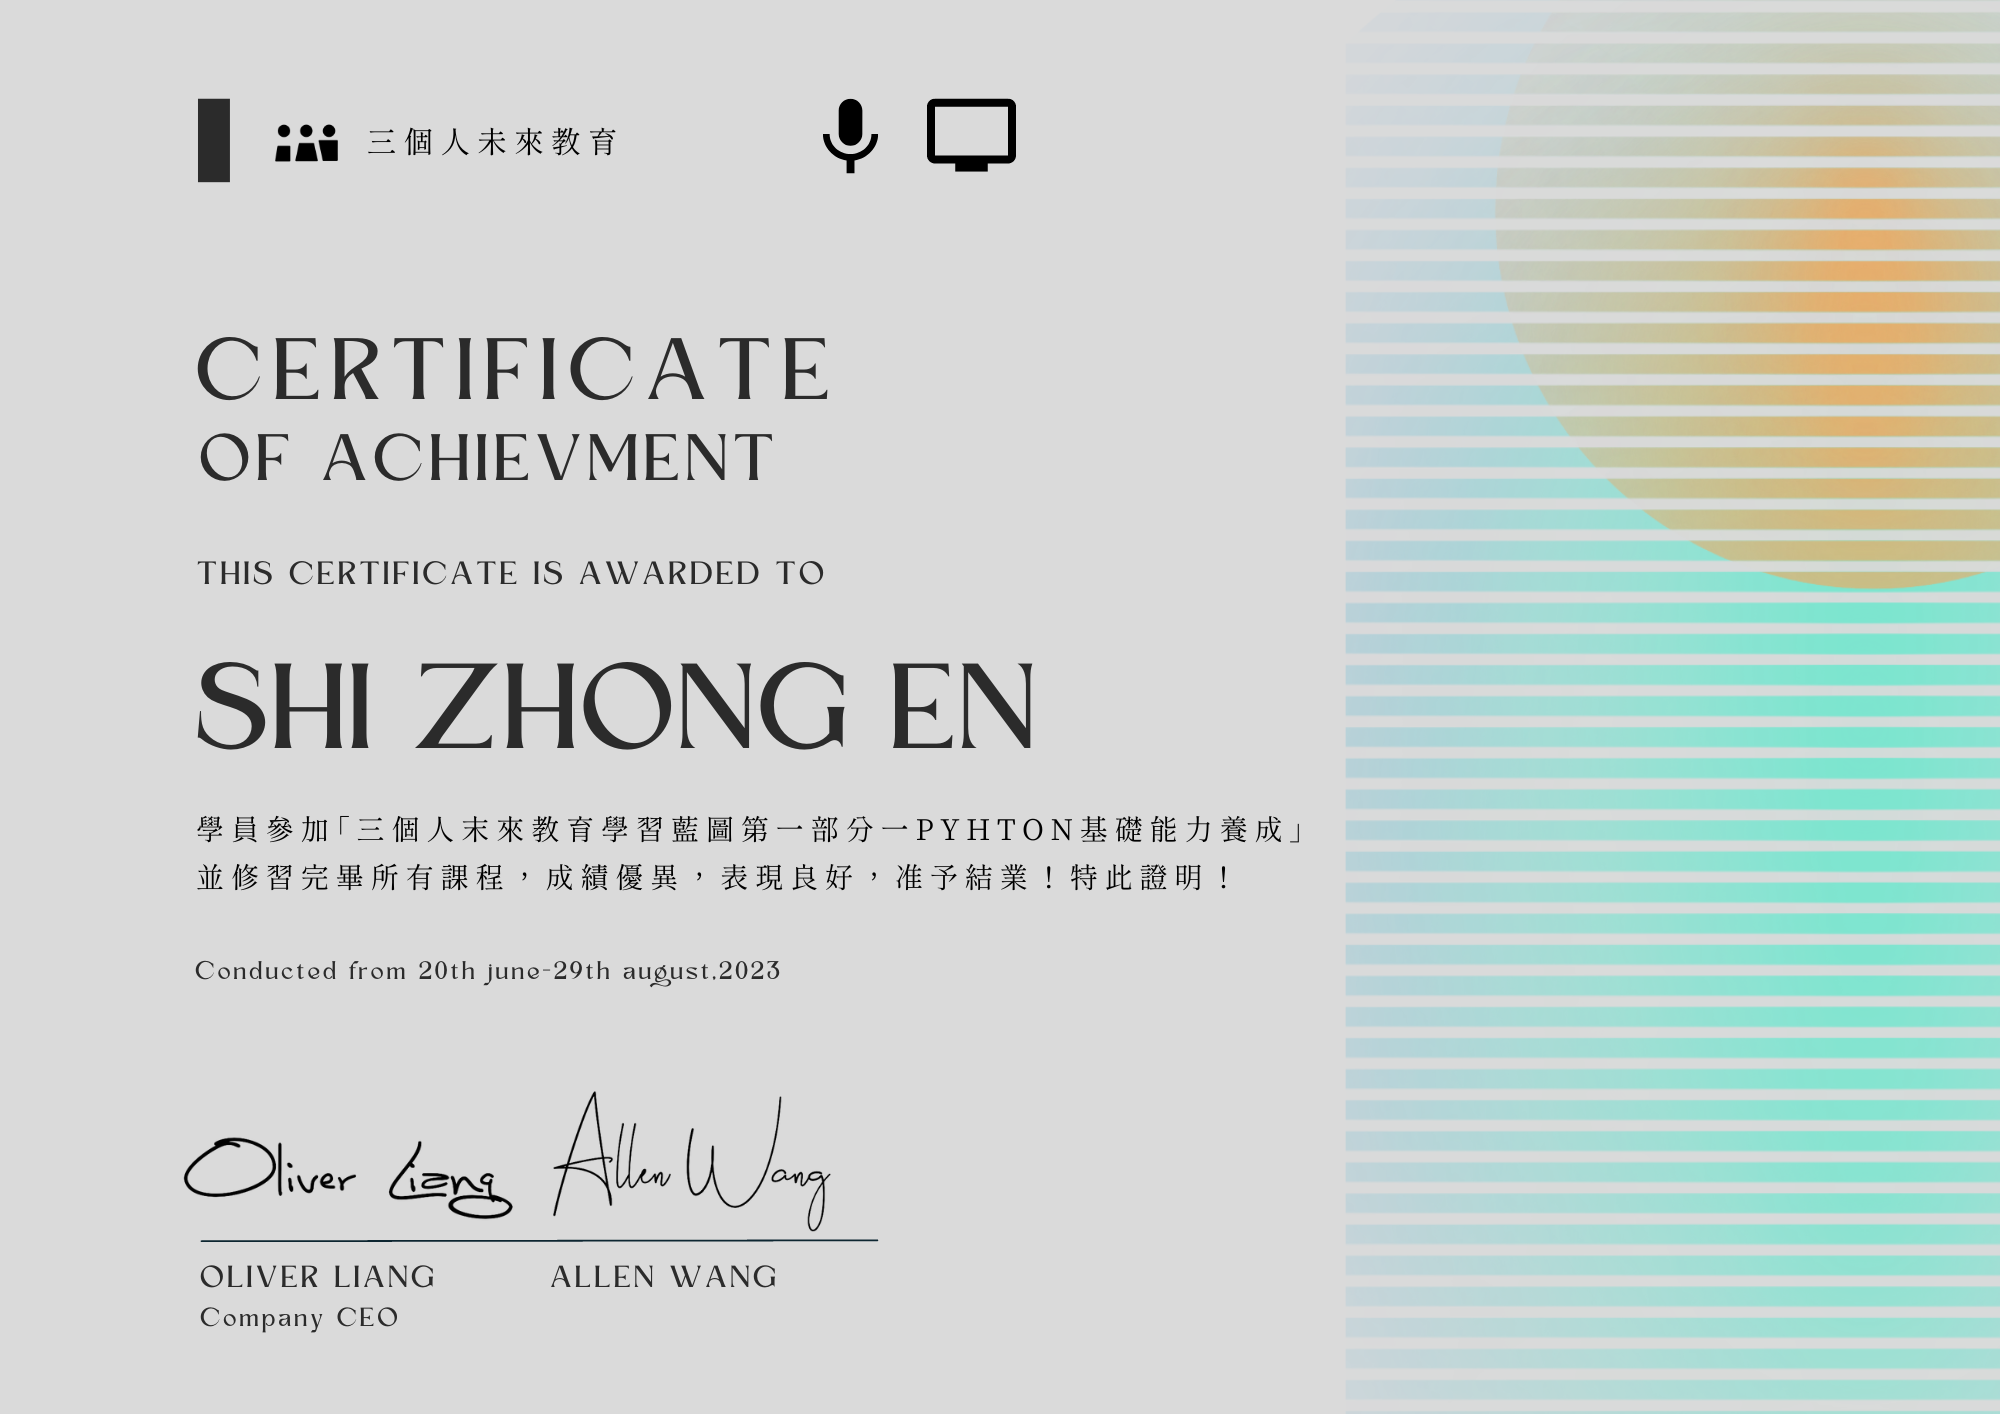 三個人未來教育
CERTIFICATE
OF ACHIEVMENT
THIS CERTIFICATE IS AWARDED TO
SHI ZHONG EN
學員參加「三個人末來教育學習藍圖第一部分一PYHTON基礎能力養成」
並修習完畢所有課程，成績優異，表現良好，准予結業！特此證明！
Conducted from 20th june-29th august.2023
Oliver Liang Allen Wang
OLIVER LIANG ALLEN WANG
Company CEO